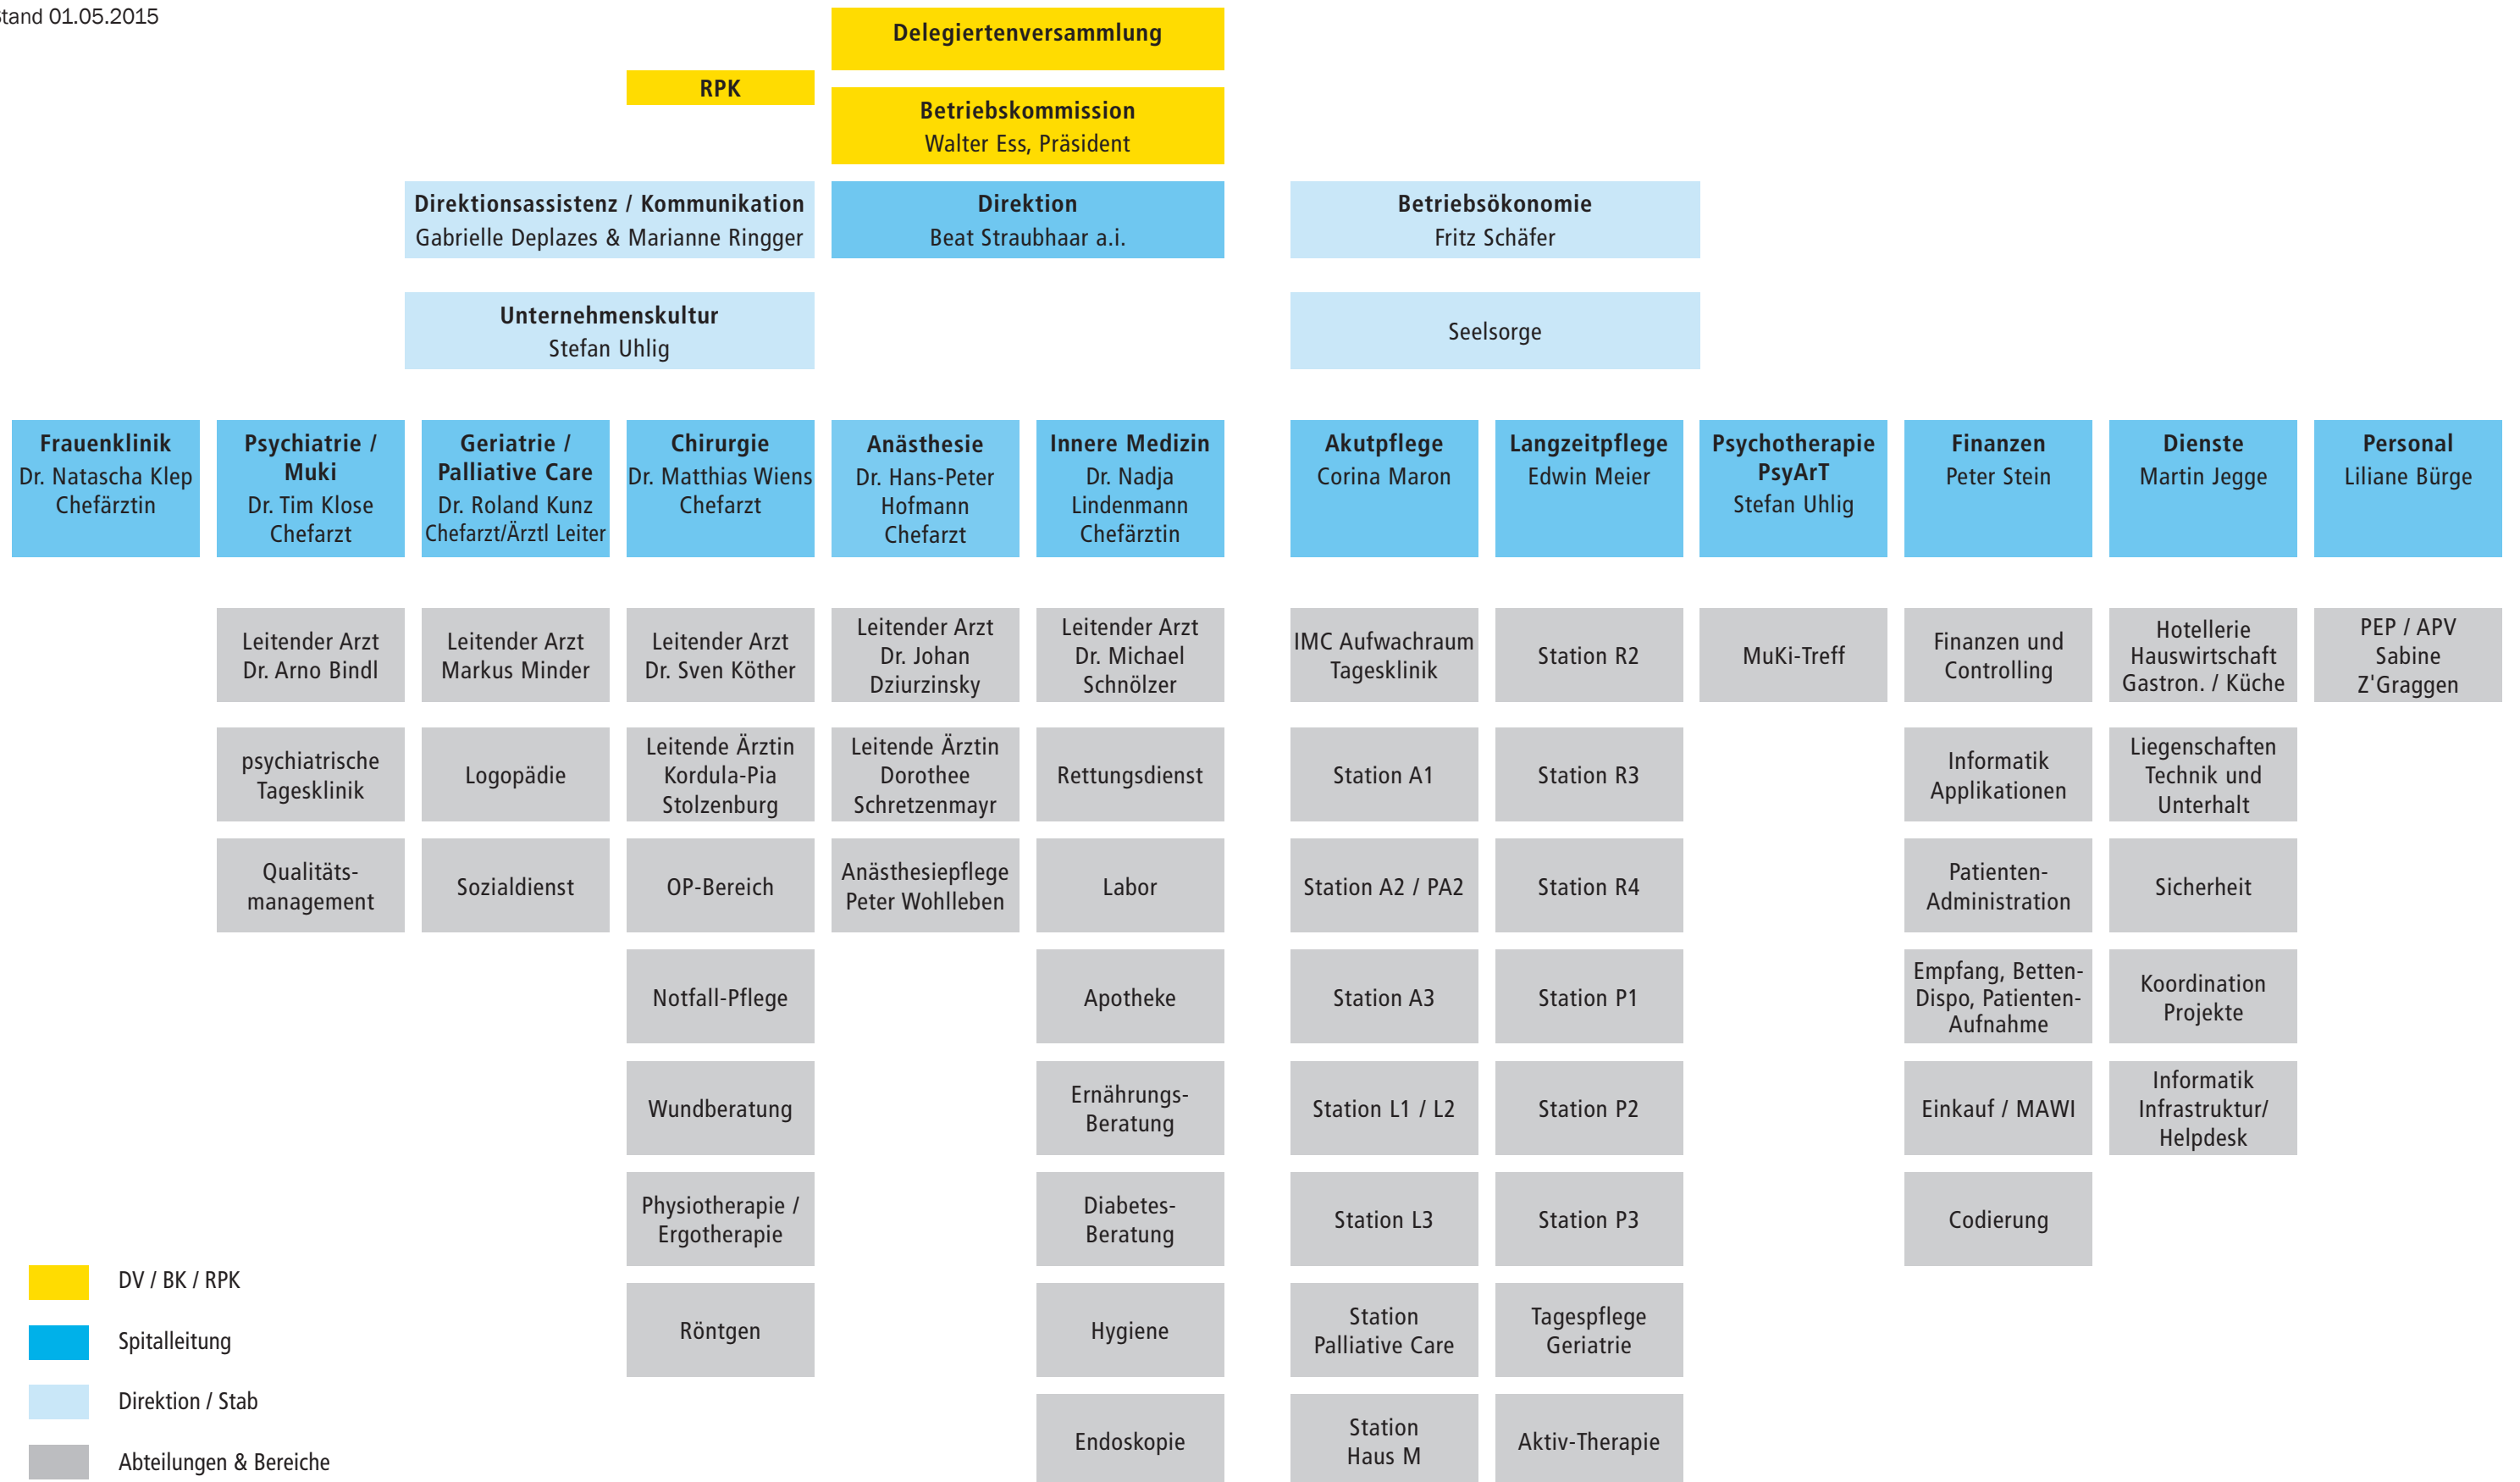 Stand 01.05.2015
Delegiertenversammlung
RPK
Betriebskommission
Walter Ess, Präsident
Direktionsassistenz / Kommunikation
Gabrielle Deplazes & Marianne Ringger
Direktion
Beat Straubhaar a.i.
Betriebsökonomie
Fritz Schäfer
Unternehmenskultur
Stefan Uhlig
Seelsorge
Frauenklinik
Dr. Natascha Klep
Chefärztin
Psychiatrie /
Muki
Dr. Tim Klose
Chefarzt
Geriatrie /
Palliative Care
Dr. Roland Kunz
Chefarzt/Ärztl Leiter
Chirurgie
Dr. Matthias Wiens
Chefarzt
Anästhesie
Dr. Hans-Peter
Hofmann
Chefarzt
Innere Medizin
Dr. Nadja
Lindenmann
Chefärztin
Akutpflege
Corina Maron
Langzeitpflege
Edwin Meier
Psychotherapie
PsyArT
Stefan Uhlig
Finanzen
Peter Stein
Dienste
Martin Jegge
Personal
Liliane Bürge
Leitender Arzt
Dr. Arno Bindl
Leitender Arzt
Markus Minder
Leitender Arzt
Dr. Sven Köther
Leitender Arzt
Dr. Johan
Dziurzinsky
Leitender Arzt
Dr. Michael
Schnölzer
IMC Aufwachraum
Tagesklinik
Station R2
MuKi-Treff
Finanzen und
Controlling
Hotellerie
Hauswirtschaft
Gastron. / Küche
PEP / APV
Sabine
Z'Graggen
psychiatrische
Tagesklinik
Logopädie
Leitende Ärztin
Kordula-Pia
Stolzenburg
Leitende Ärztin
Dorothee
Schretzenmayr
Rettungsdienst
Station A1
Station R3
Informatik
Applikationen
Liegenschaften
Technik und
Unterhalt
Qualitäts-
management
Sozialdienst
OP-Bereich
Anästhesiepflege
Peter Wohlleben
Labor
Station A2 / PA2
Station R4
Patienten-
Administration
Sicherheit
Notfall-Pflege
Apotheke
Station A3
Station P1
Empfang, Betten-
Dispo, Patienten-
Aufnahme
Koordination
Projekte
Wundberatung
Ernährungs-
Beratung
Station L1 / L2
Station P2
Einkauf / MAWI
Informatik
Infrastruktur/
Helpdesk
Physiotherapie /
Ergotherapie
Diabetes-
Beratung
Station L3
Station P3
Codierung
Röntgen
Hygiene
Station
Palliative Care
Tagespflege
Geriatrie
Endoskopie
Station
Haus M
Aktiv-Therapie
DV / BK / RPK
Spitalleitung
Direktion / Stab
Abteilungen & Bereiche